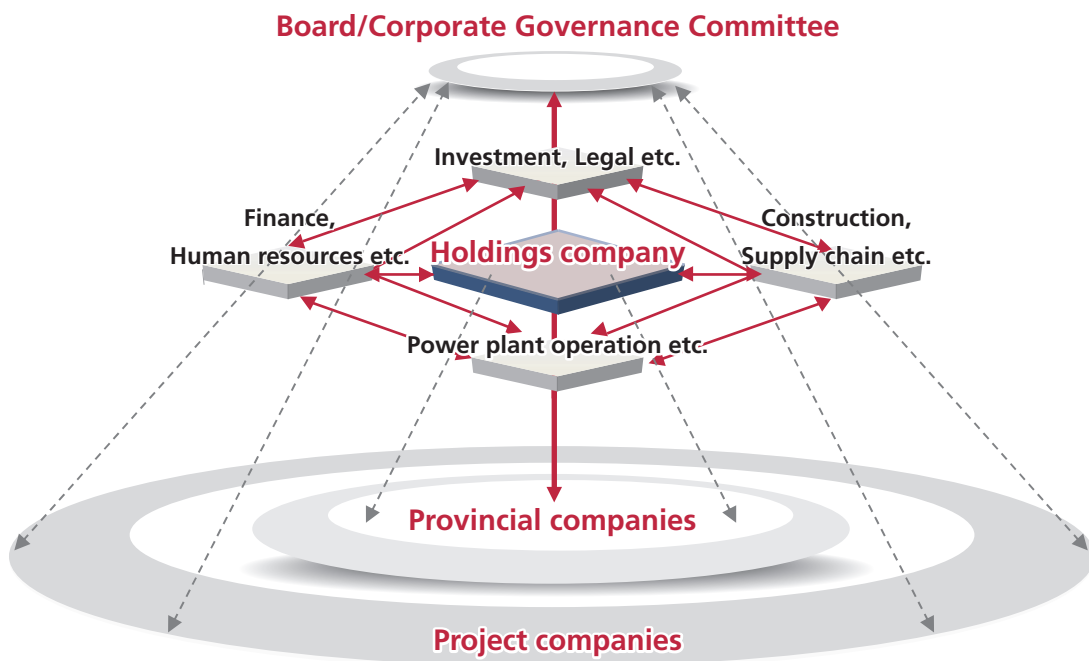 Board/Corporate Governance Committee
Investment, Legal etc.
Finance,
Human resources etc.
Construction,
Supply chain etc.
Holdings company
Power plant operation etc.
Provincial companies
Project companies